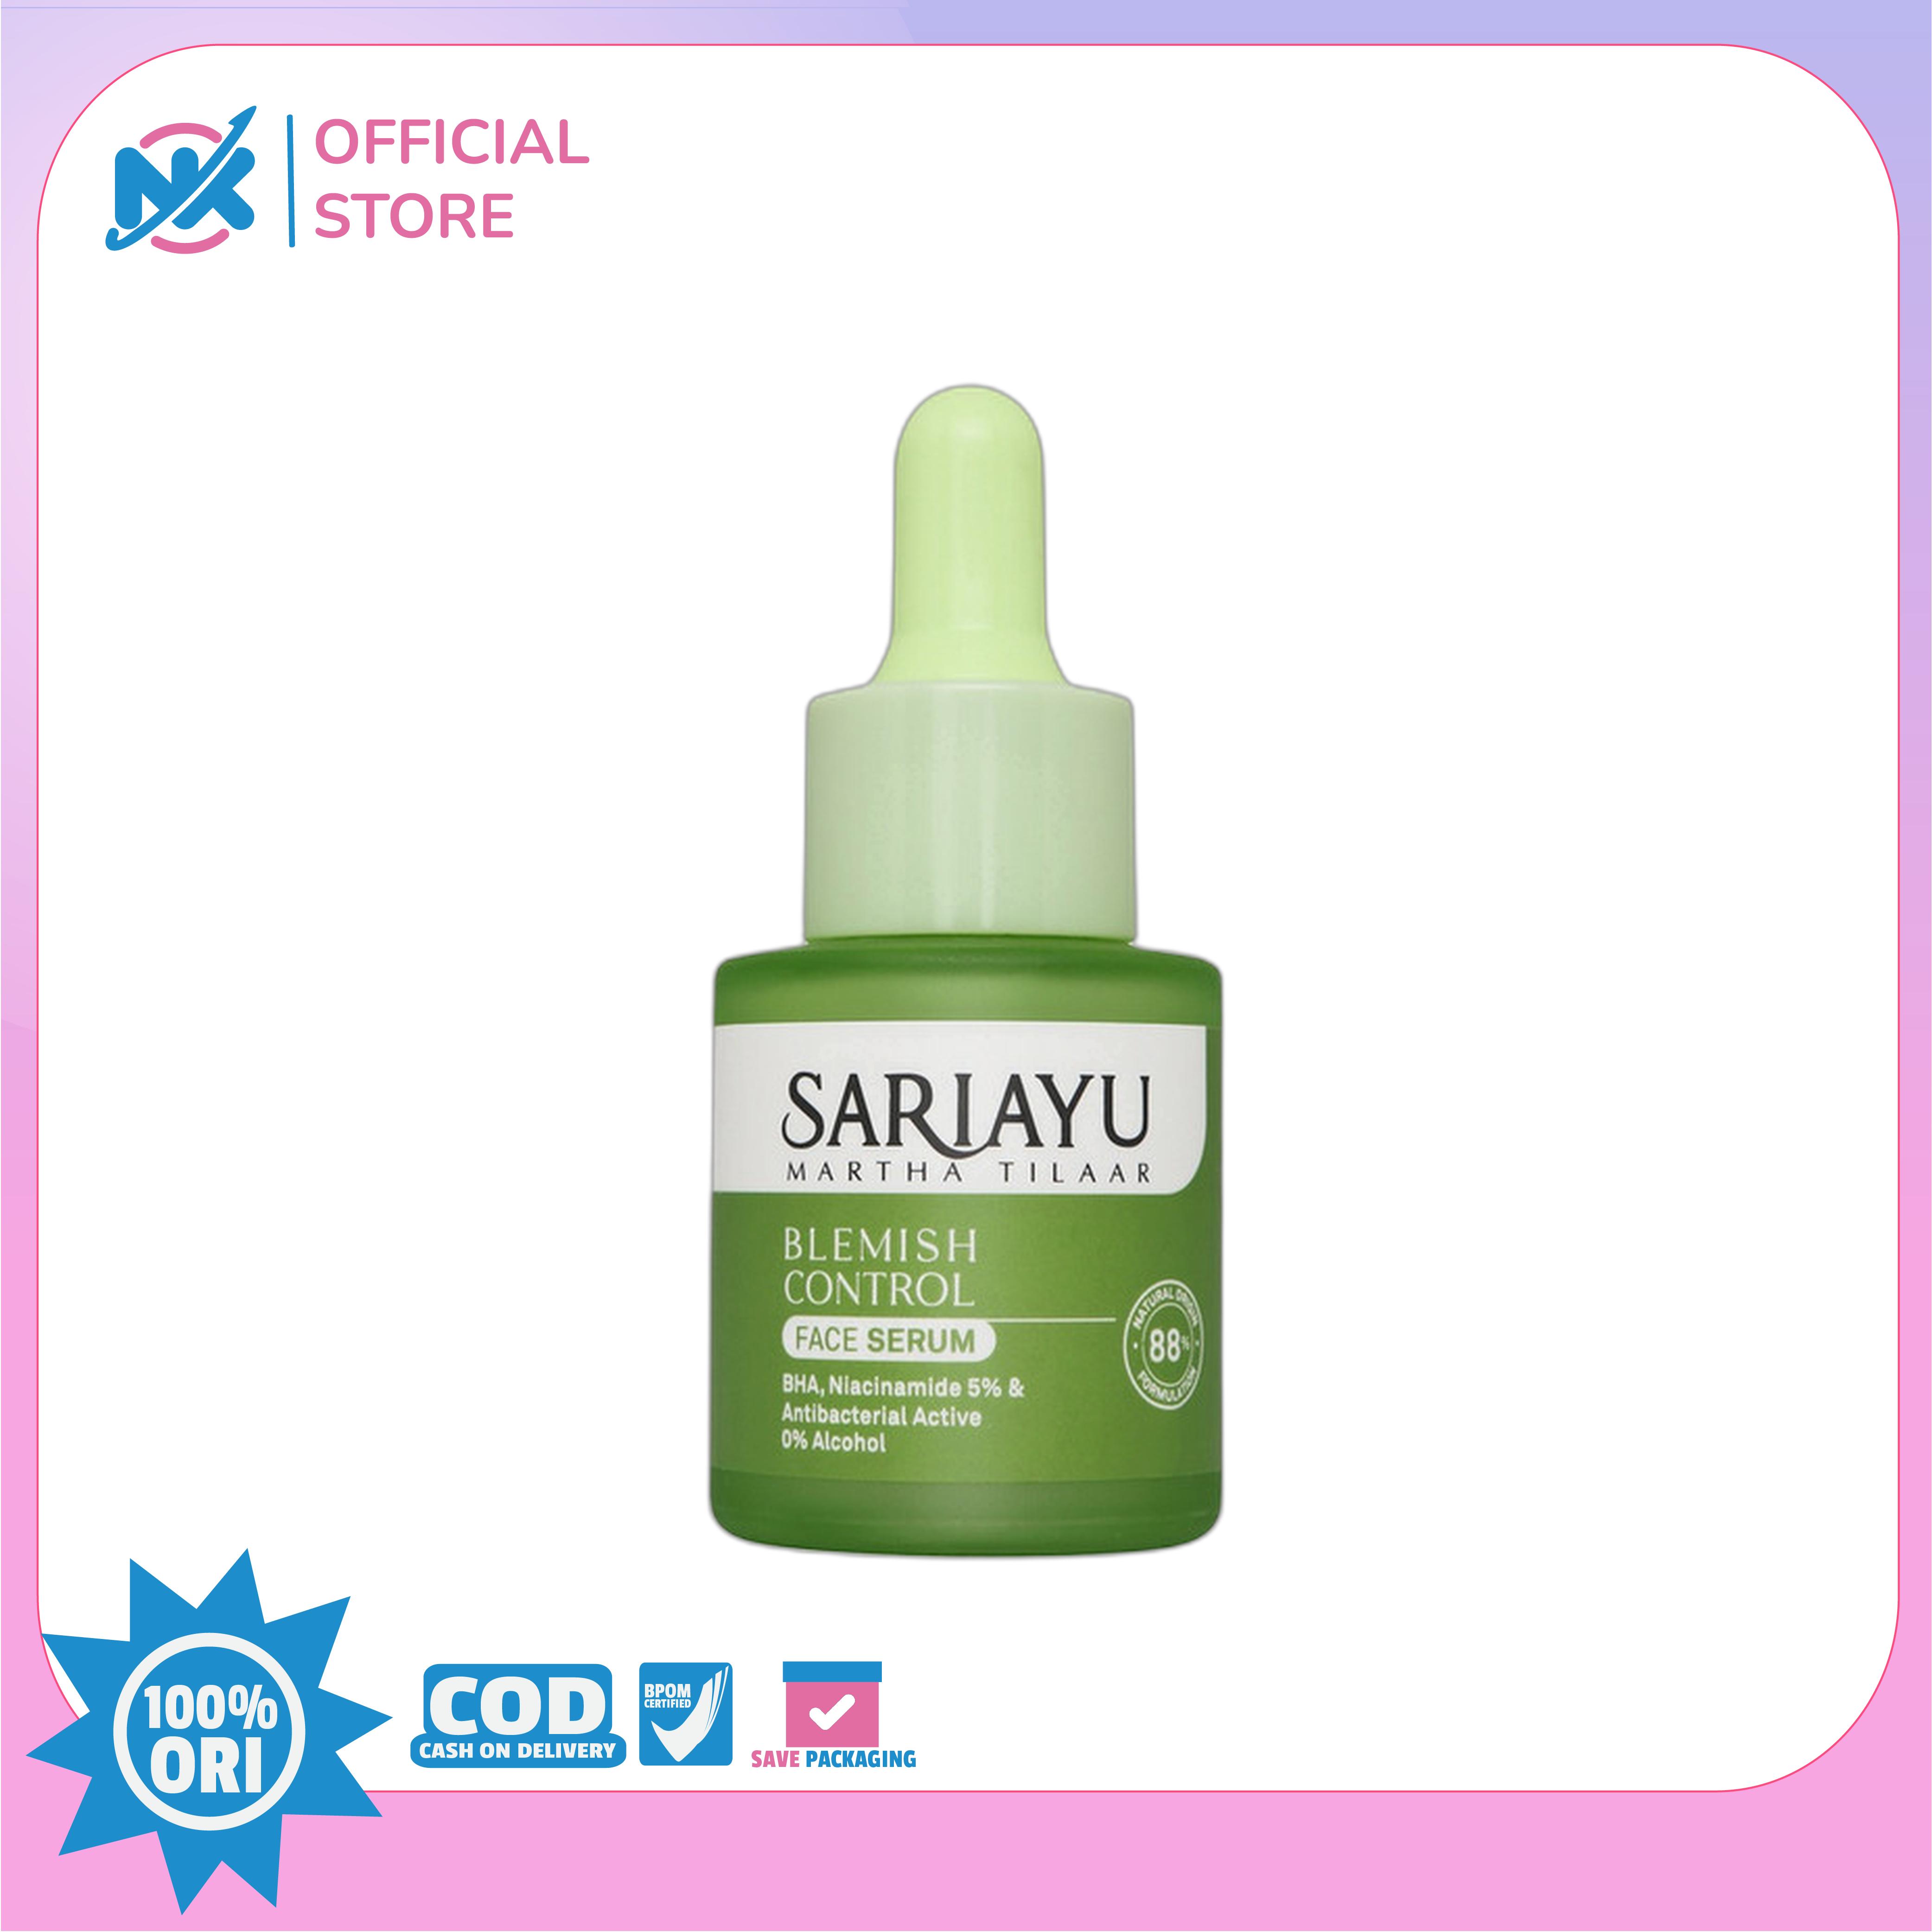 NK
OFFICIAL
STORE
SARIAYU
MARTHA TILAAR
BLEMISH
CONTROL
FACE SERUM
BHA, Niacinamide 5% &
Antibacterial Active
0% Alcohol
NATURAL ORIGIN
88%
FORMULATION
100%
ORI
COD
CASH ON DELIVERY
BPOM
CERTIFIED
SAVE PACKAGING